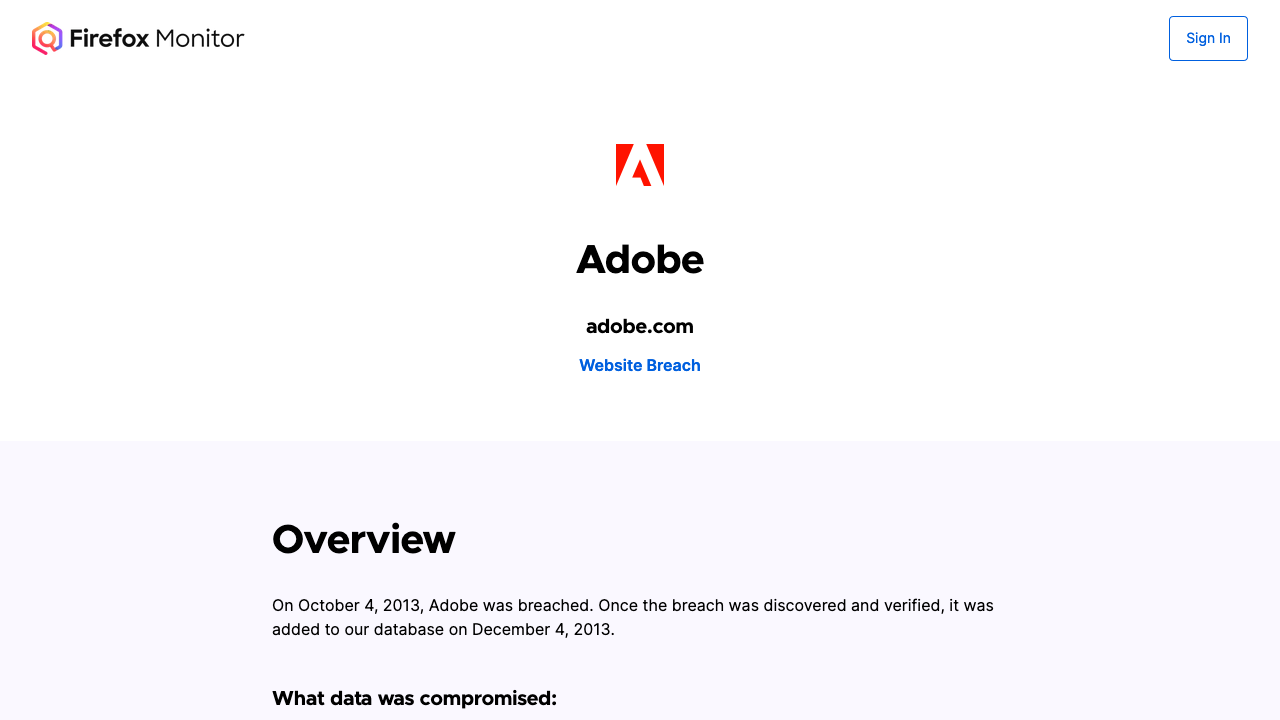 Firefox Monitor
Sign In
Adobe
adobe.com
Website Breach
Overview
On October 4, 2013, Adobe was breached. Once the breach was discovered and verified, it was
added to our database on December 4, 2013.
What data was compromised: